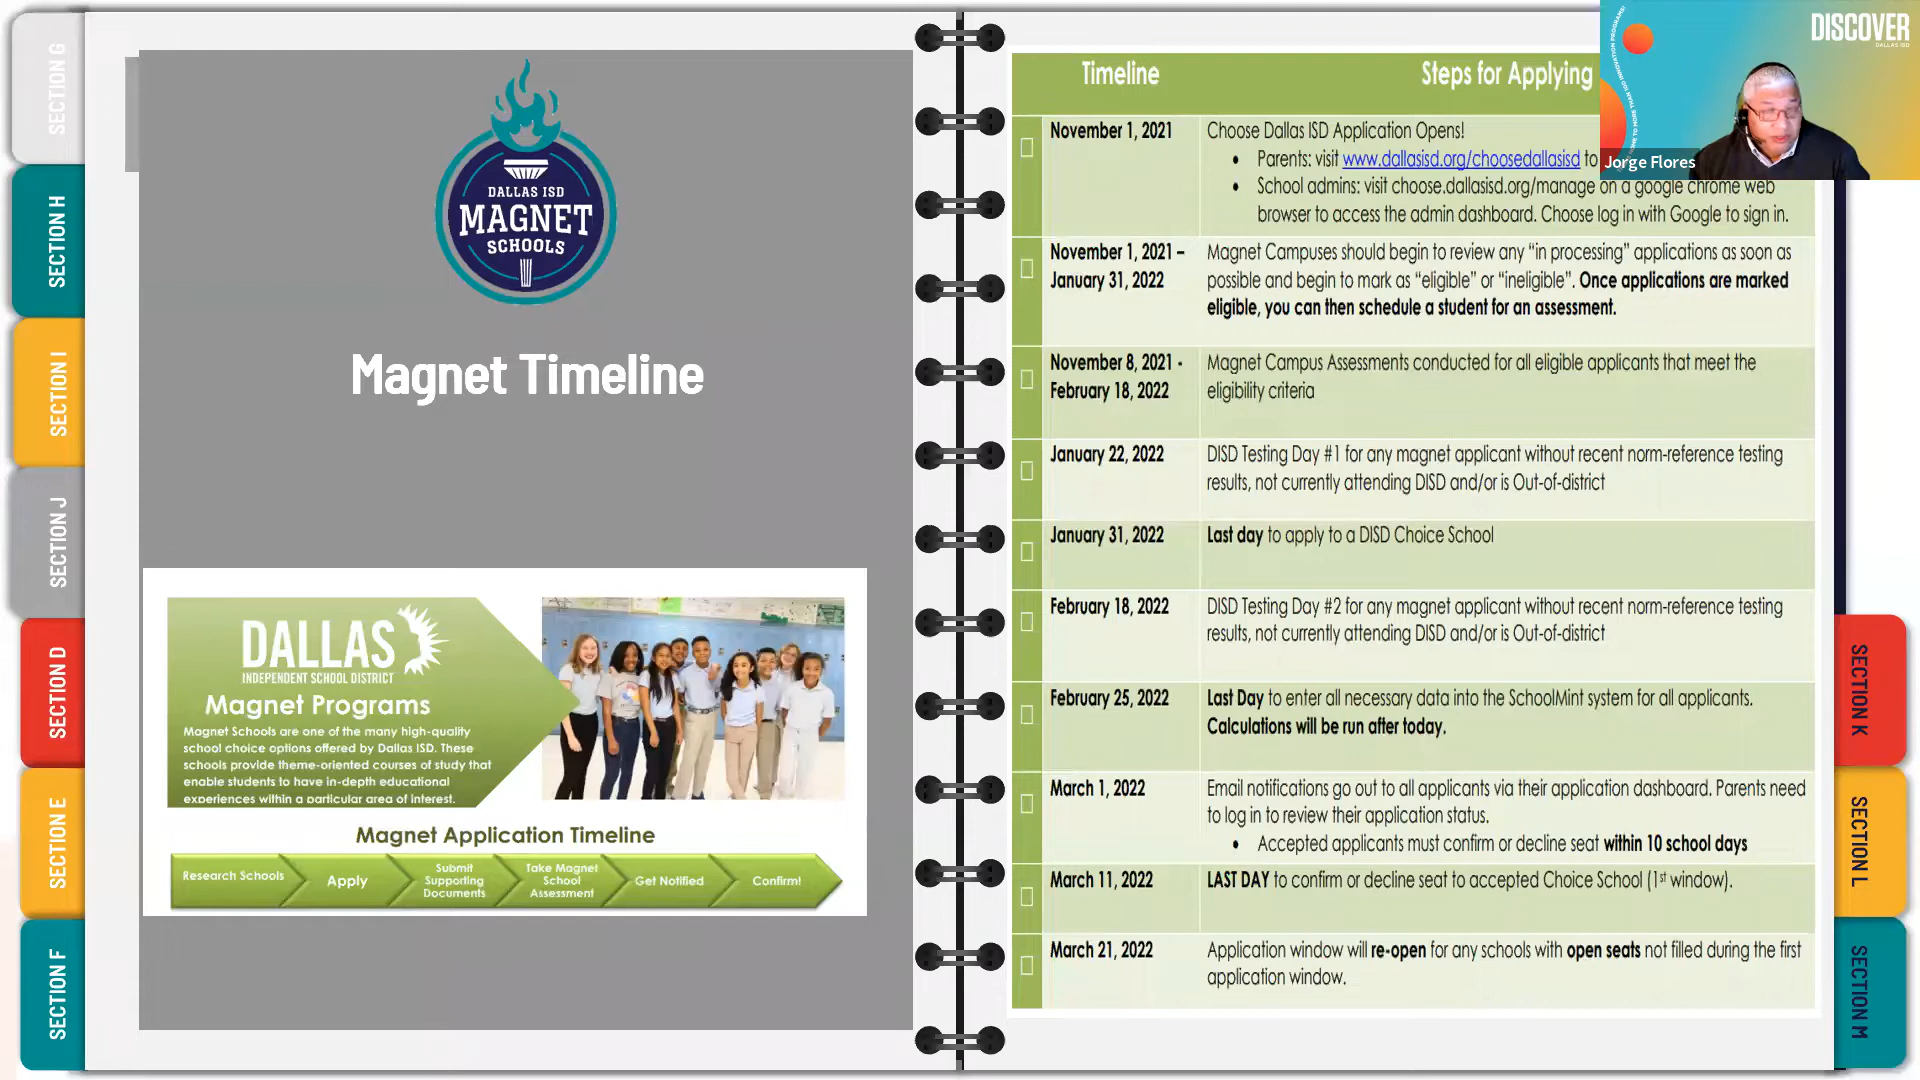 SECTION G
SECTION H
SECTION I
SECTION J
SECTION D
SECTION E
SECTION F
DALLAS ISD
MAGNET
SCHOOLS
Magnet Timeline
DALLAS
INDEPENDENT SCHOOL DISTRICT
Magnet Programs
Magnet Schools are one of the many high-quality
school choice options offered by Dallas ISD. These
schools provide theme-oriented courses of study that
enable students to have in-depth educational
experiences within a particular area of interest.
Magnet Application Timeline
Research Schools
Apply
Submit
Supporting
Documents
Take Magnet
School
Assessment
Get Notified
Confirm!
Timeline
Steps for Applying
November 1, 2021
Choose Dallas ISD Application Opens!
• Parents: visit www.dallasisd.org/choosedallasisd to
• School admins: visit choose.dallasisd.org/manage on a google chrome web
browser to access the admin dashboard. Choose log in with Google to sign in.
November 1, 2021 –
January 31, 2022
Magnet Campuses should begin to review any “in processing” applications as soon as
possible and begin to mark as “eligible” or “ineligible”. Once applications are marked
eligible, you can then schedule a student for an assessment.
November 8, 2021 -
February 18, 2022
Magnet Campus Assessments conducted for all eligible applicants that meet the
eligibility criteria
January 22, 2022
DISD Testing Day #1 for any magnet applicant without recent norm-reference testing
results, not currently attending DISD and/or is Out-of-district
January 31, 2022
Last day to apply to a DISD Choice School
February 18, 2022
DISD Testing Day #2 for any magnet applicant without recent norm-reference testing
results, not currently attending DISD and/or is Out-of-district
February 25, 2022
Last Day to enter all necessary data into the SchoolMint system for all applicants.
Calculations will be run after today.
March 1, 2022
Email notifications go out to all applicants via their application dashboard. Parents need
to log in to review their application status.
• Accepted applicants must confirm or decline seat within 10 school days
March 11, 2022
LAST DAY to confirm or decline seat to accepted Choice School (1st window).
March 21, 2022
Application window will re-open for any schools with open seats not filled during the first
application window.
DISCOVER
DALLAS ISD
Jorge Flores
SECTION K
SECTION L
SECTION M